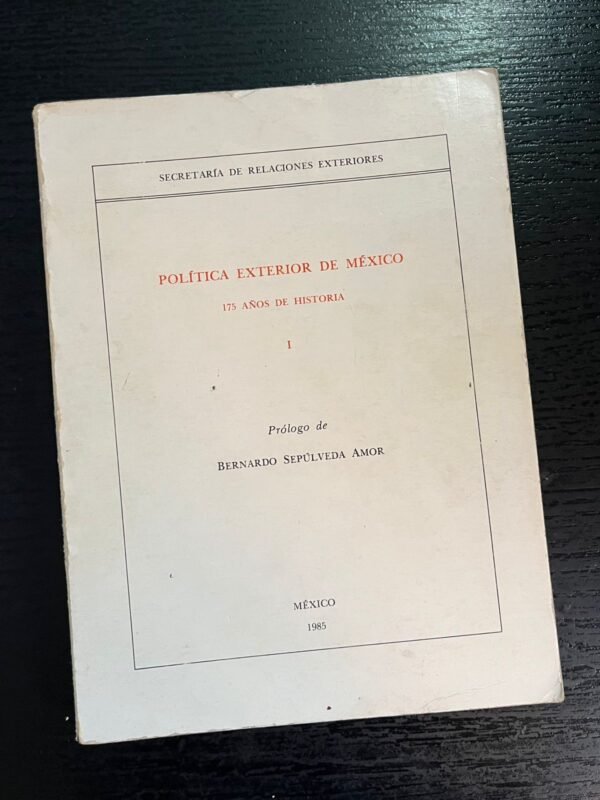 SECRETARÍA DE RELACIONES EXTERIORES
POLÍTICA EXTERIOR DE MÉXICO
175 AÑOS DE HISTORIA
I
Prólogo de
BERNARDO SEPÚLVEDA AMOR
MÉXICO
1985